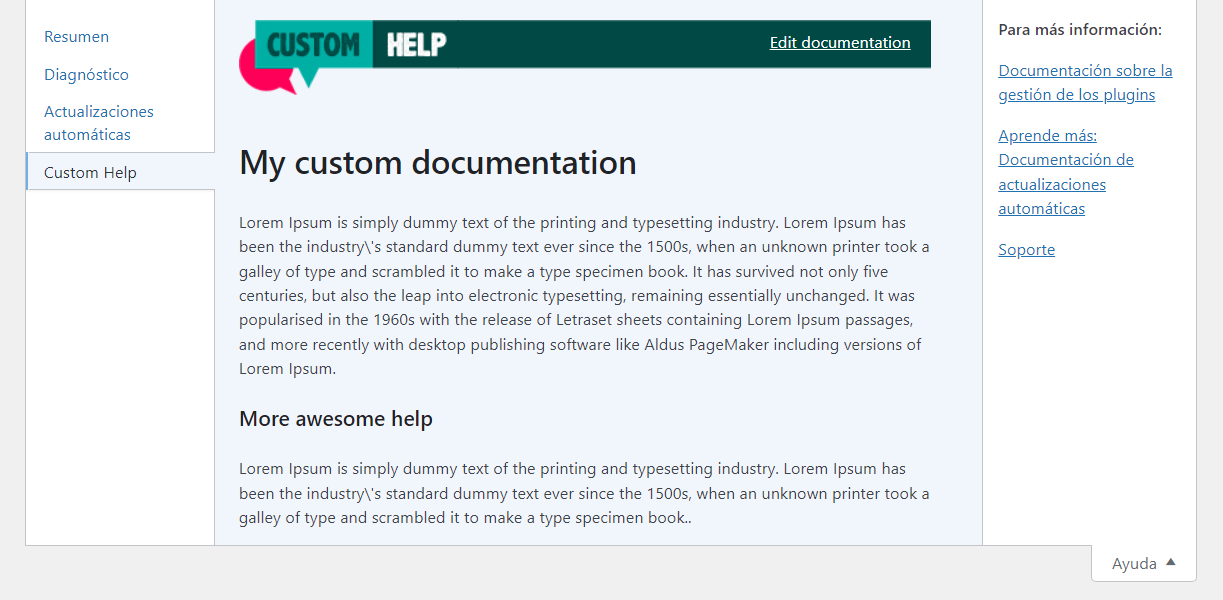 Resumen
Diagnóstico
Actualizaciones
automáticas
Custom Help
CUSTOM HELP
Edit documentation
My custom documentation
Lorem Ipsum is simply dummy text of the printing and typesetting industry. Lorem Ipsum has
been the industry\'s standard dummy text ever since the 1500s, when an unknown printer took a
galley of type and scrambled it to make a type specimen book. It has survived not only five
centuries, but also the leap into electronic typesetting, remaining essentially unchanged. It was
popularised in the 1960s with the release of Letraset sheets containing Lorem Ipsum passages,
and more recently with desktop publishing software like Aldus PageMaker including versions of
Lorem Ipsum.
More awesome help
Lorem Ipsum is simply dummy text of the printing and typesetting industry. Lorem Ipsum has
been the industry\'s standard dummy text ever since the 1500s, when an unknown printer took a
galley of type and scrambled it to make a type specimen book..
Para más información:
Documentación sobre la
gestión de los plugins
Aprende más:
Documentación de
actualizaciones
automáticas
Soporte
Ayuda